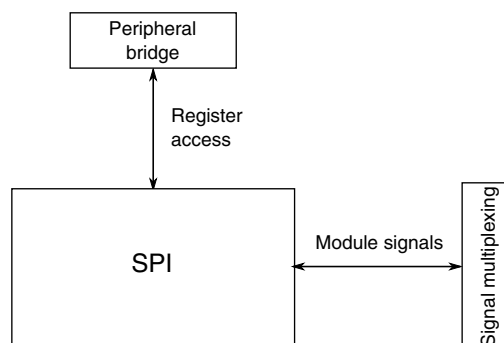 Peripheral
bridge
Register
access
SPI
Module signals
Signal multiplexing